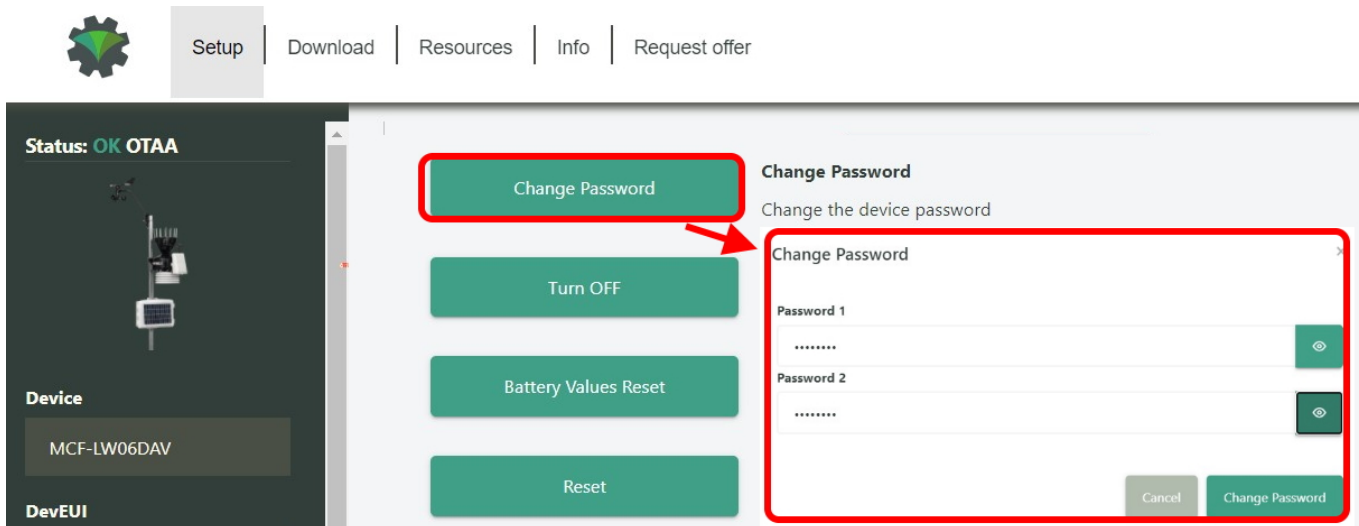 Setup
Download
Resources
Info
Request offer
Status: OK OTAA
Device
MCF-LW06DAV
DevEUI
Change Password
Turn OFF
Battery Values Reset
Reset
Change Password
Change the device password
Change Password ×
Password 1
••••••••
Password 2
••••••••
Cancel
Change Password